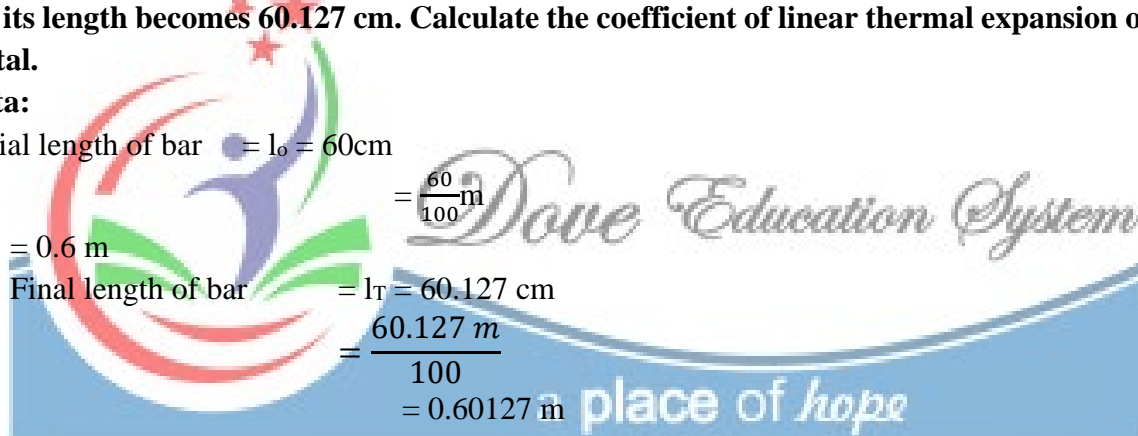 its length becomes 60.127 cm. Calculate the coefficient of linear thermal expansion o
tal.
ta:
ial length of bar = lo = 60cm
= 60/100 m
= 0.6 m
Dove Education System
Final length of bar = lT = 60.127 cm
= 60.127 m/100
= 0.60127 m
a place of hope